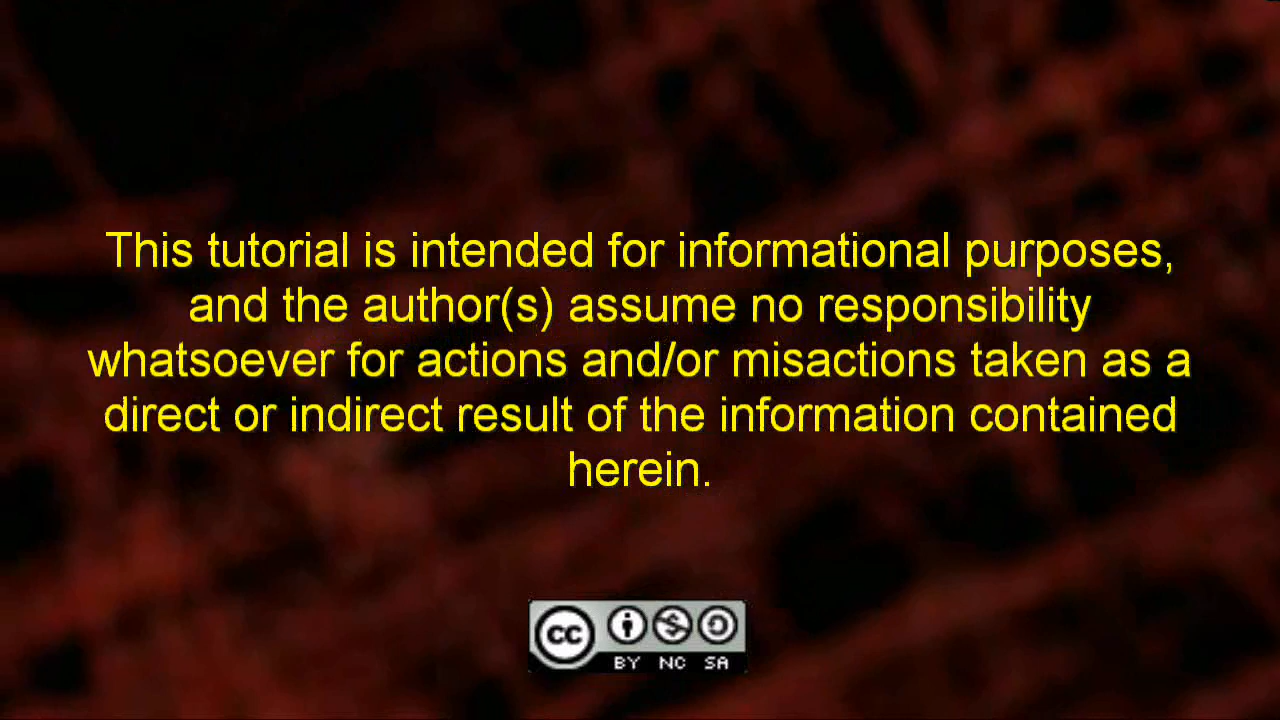 This tutorial is intended for informational purposes,
and the author(s) assume no responsibility
whatsoever for actions and/or misactions taken as a
direct or indirect result of the information contained
herein.
cc
BY NC SA